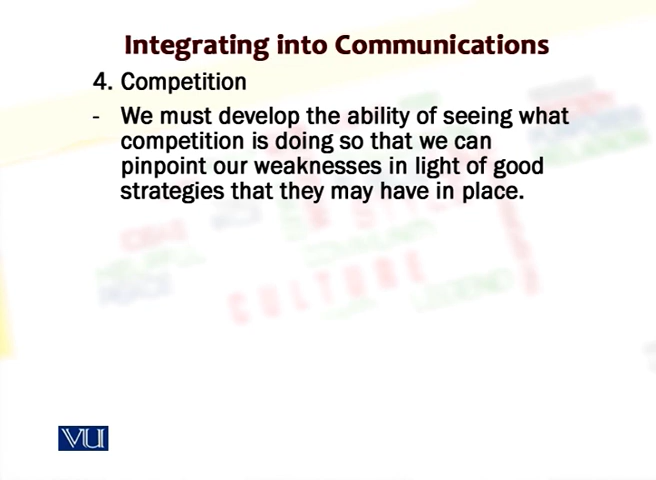 Integrating into Communications
4. Competition
- We must develop the ability of seeing what
competition is doing so that we can
pinpoint our weaknesses in light of good
strategies that they may have in place.
CULTURE
VU